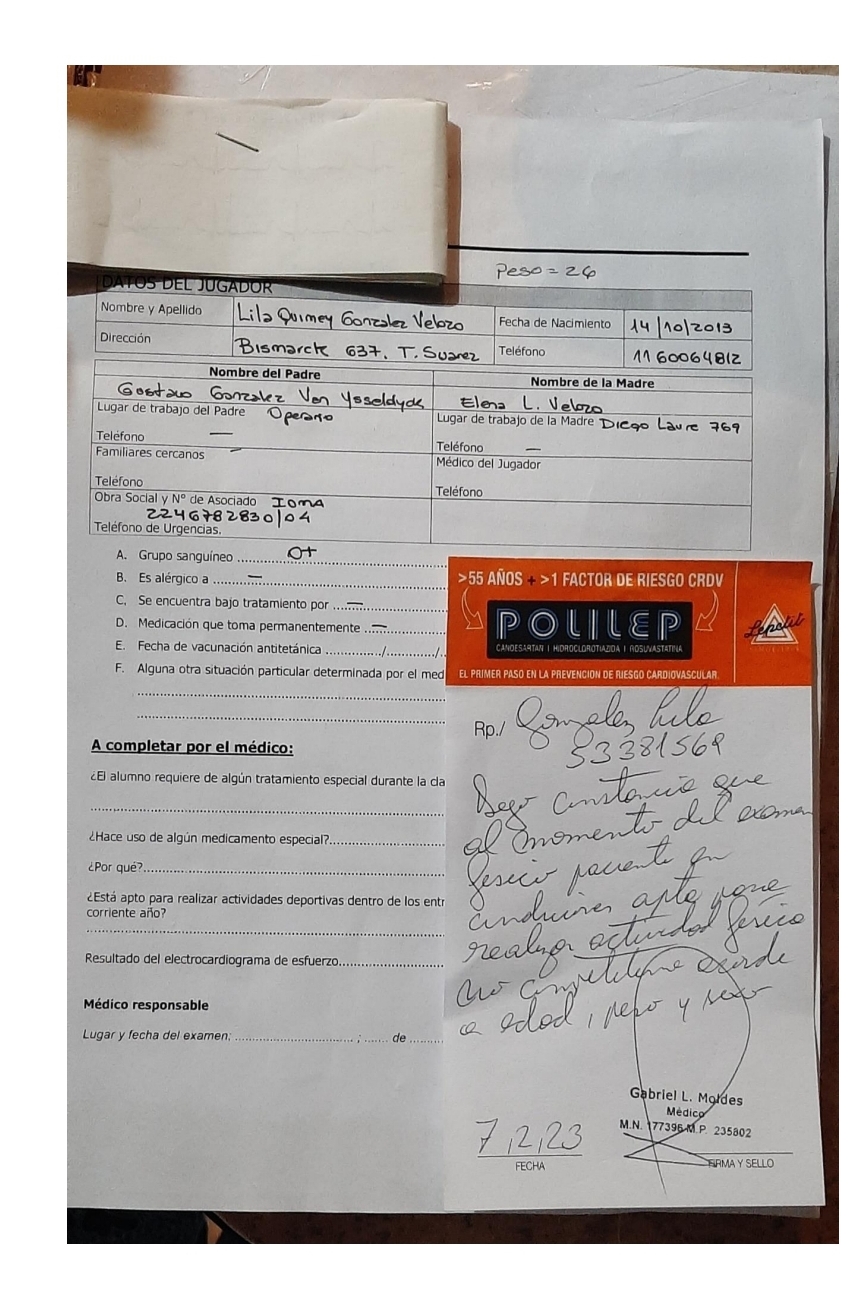 Peso = 26
DATOS DEL JUGADOR
Nombre y Apellido Lila Quimey Gonzalez Velozo Fecha de Nacimiento 14/10/2013
Dirección Bismarck 637. T. Suarez Teléfono 1160064812
Nombre del Padre Nombre de la Madre
Gustavo Gonzalez Van Ysseldyck Elena L. Velozo
Lugar de trabajo del Padre Operario Lugar de trabajo de la Madre Diego Laure 769
Teléfono — Teléfono —
Familiares cercanos – Médico del Jugador
Teléfono Teléfono
Obra Social y Nº de Asociado IOMA
2246782830/04
Teléfono de Urgencias.
A. Grupo sanguíneo ........ O+
B. Es alérgico a ........ —
C. Se encuentra bajo tratamiento por ........ —
D. Medicación que toma permanentemente ........ —
E. Fecha de vacunación antitetánica ............../............../..
F. Alguna otra situación particular determinada por el med
A completar por el médico:
¿El alumno requiere de algún tratamiento especial durante la cla
¿Hace uso de algún medicamento especial?
¿Por qué?
¿Está apto para realizar actividades deportivas dentro de los entr
corriente año?
Resultado del electrocardiograma de esfuerzo
Médico responsable
Lugar y fecha del examen; ........ ; ...... de ........
>55 AÑOS + >1 FACTOR DE RIESGO CRDV
POLILEP
CANDESARTAN | HIDROCLOROTIAZIDA | ROSUVASTATINA
Lepetit
EL PRIMER PASO EN LA PREVENCION DE RIESGO CARDIOVASCULAR.
Rp./ Gonzalez Lila
53381569
Dejo constancia que
al momento del examen
fisico paciente en
condiciones apta para
realizar actividad fisica
no competitiva acorde
a edad, peso y sexo
Gabriel L. Moldes
Médico
M.N. 177396 M.P. 235802
7,2,23
FECHA FIRMA Y SELLO